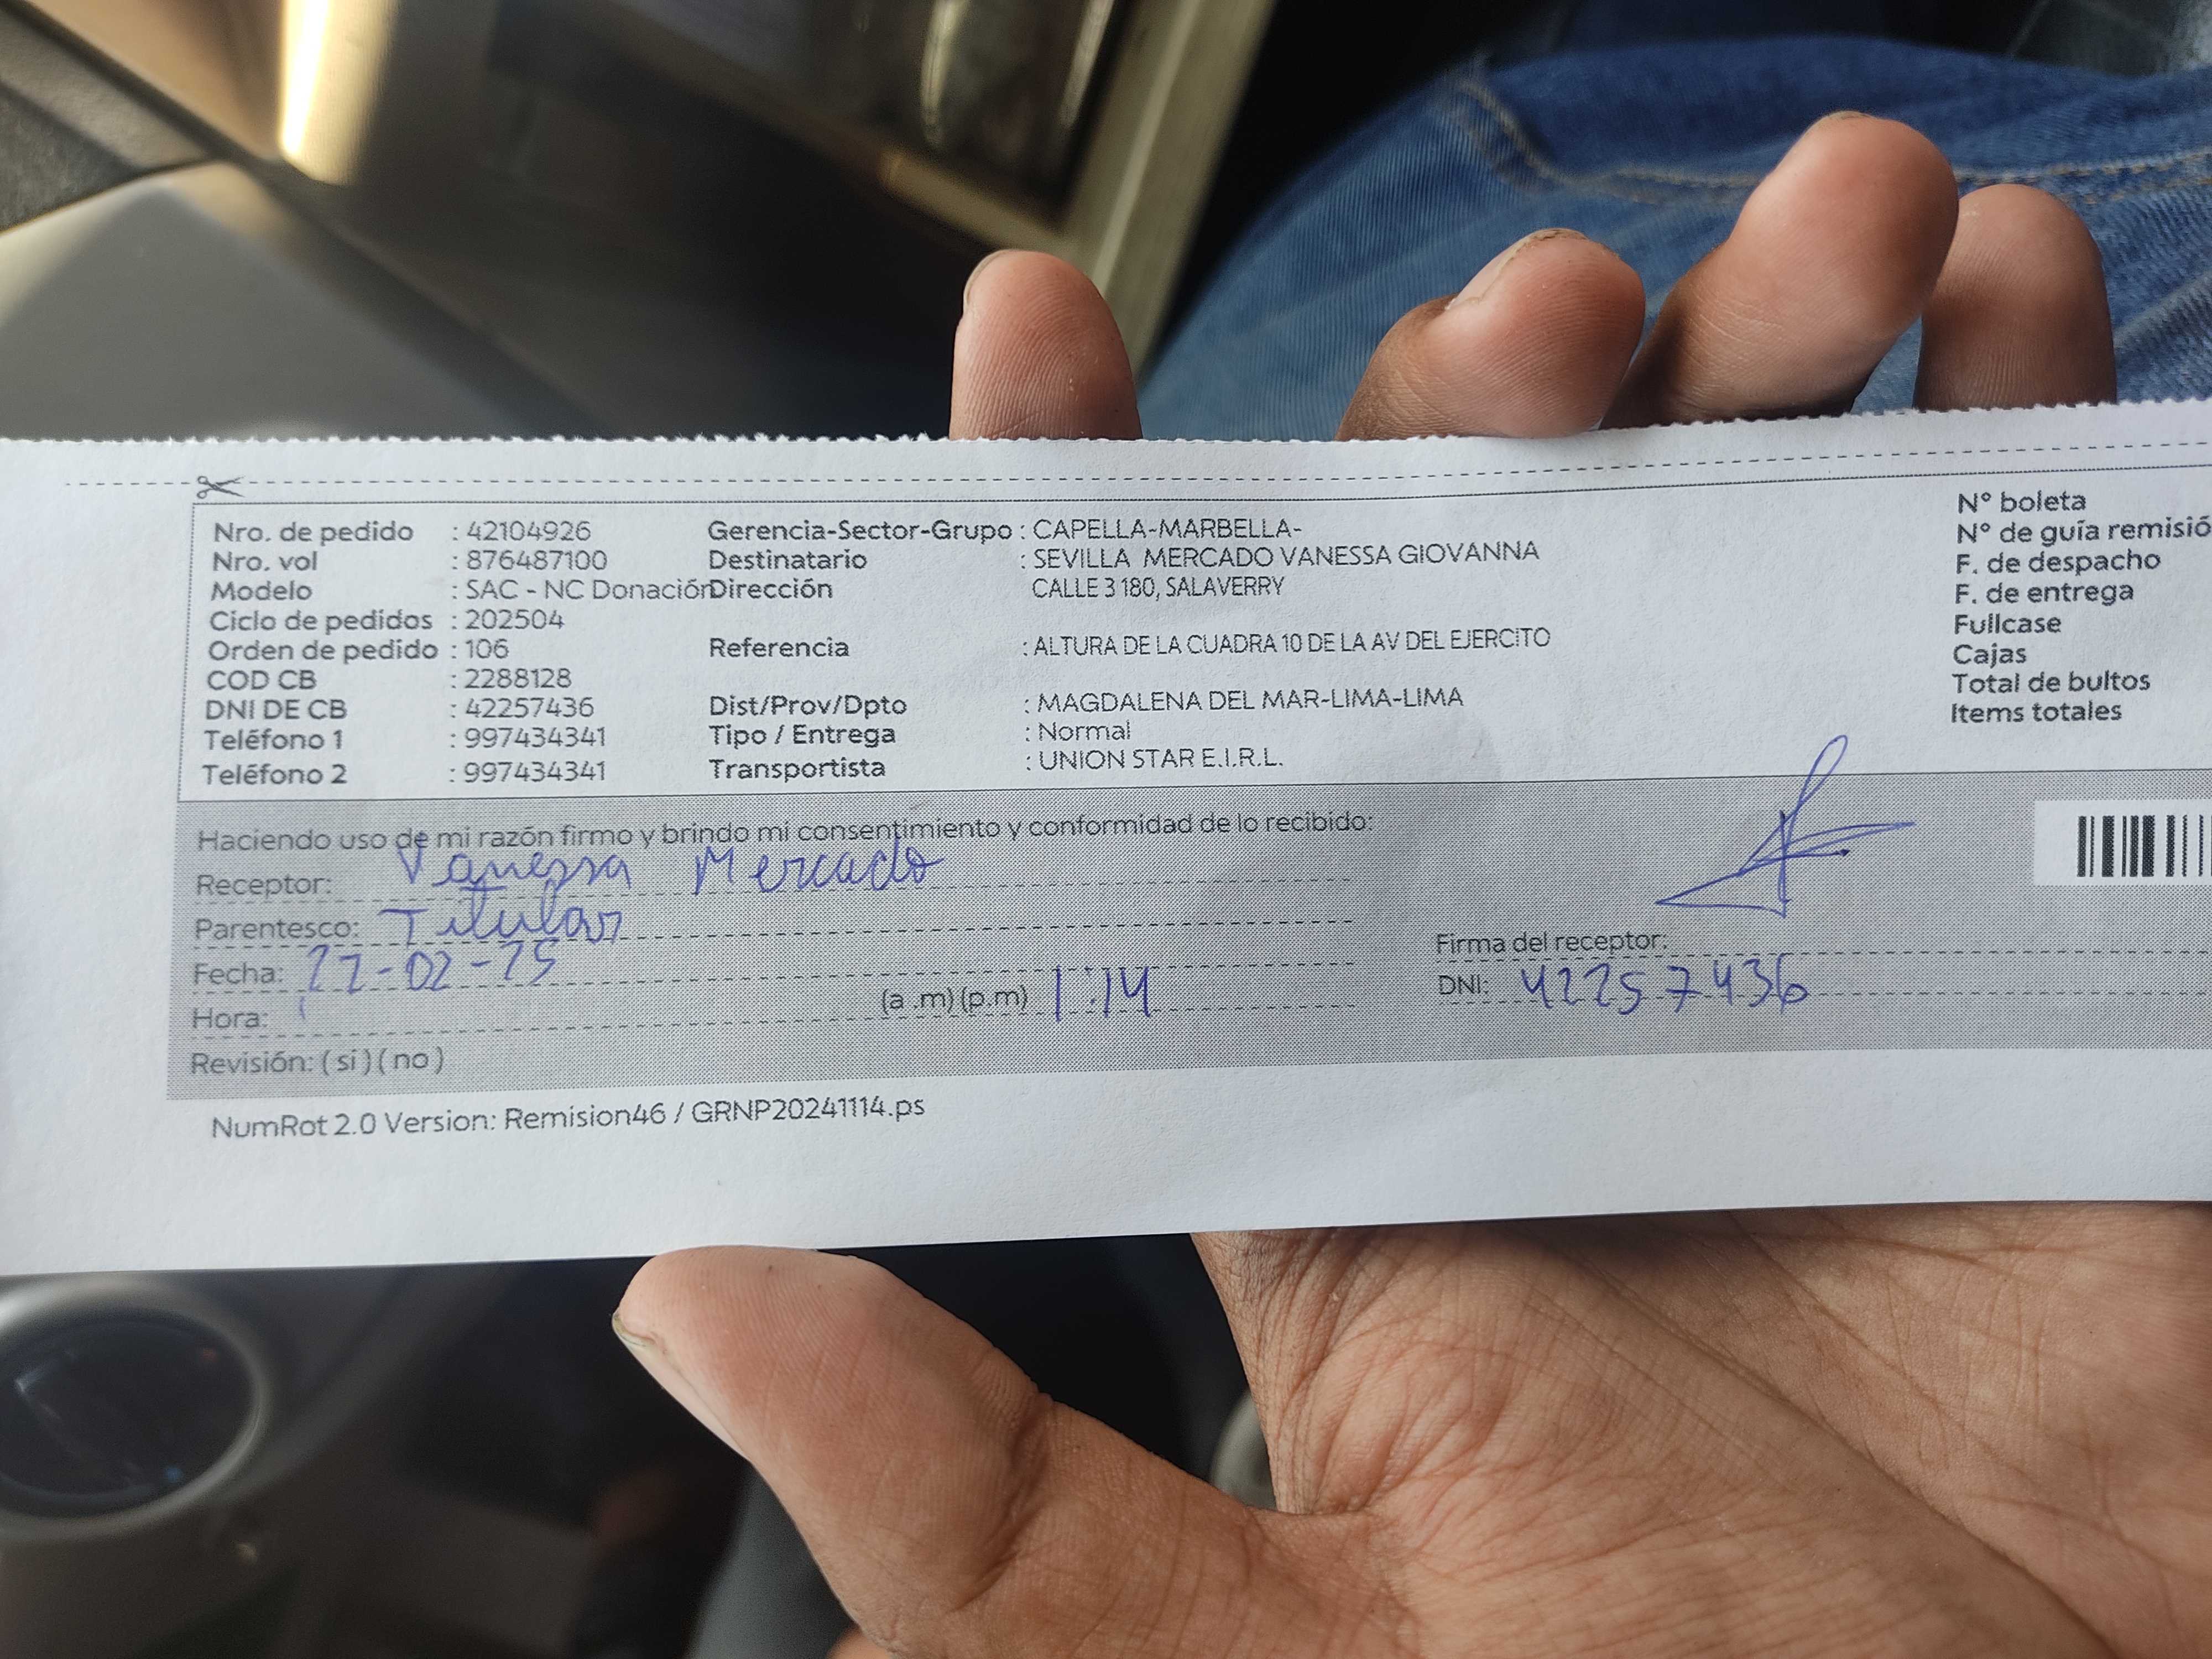 Nro. de pedido : 42104926 Gerencia-Sector-Grupo : CAPELLA-MARBELLA- N° boleta
Nro. vol : 876487100 Destinatario : SEVILLA MERCADO VANESSA GIOVANNA N° de guía remisió
Modelo : SAC - NC Donación Dirección CALLE 3 180, SALAVERRY F. de despacho
Ciclo de pedidos : 202504 F. de entrega
Orden de pedido : 106 Referencia : ALTURA DE LA CUADRA 10 DE LA AV DEL EJERCITO Fullcase
COD CB : 2288128 Cajas
DNI DE CB : 42257436 Dist/Prov/Dpto : MAGDALENA DEL MAR-LIMA-LIMA Total de bultos
Teléfono 1 : 997434341 Tipo / Entrega : Normal Items totales
Teléfono 2 : 997434341 Transportista : UNION STAR E.I.R.L.
Haciendo uso de mi razón firmo y brindo mi consentimiento y conformidad de lo recibido:
Receptor: Vanessa Mercado
Parentesco: Titular
Firma del receptor:
Fecha: 27-02-25
DNI: 42257436
Hora: (a .m) (p.m) 1:14
Revisión: ( si ) ( no )
NumRot 2.0 Version: Remision46 / GRNP20241114.ps